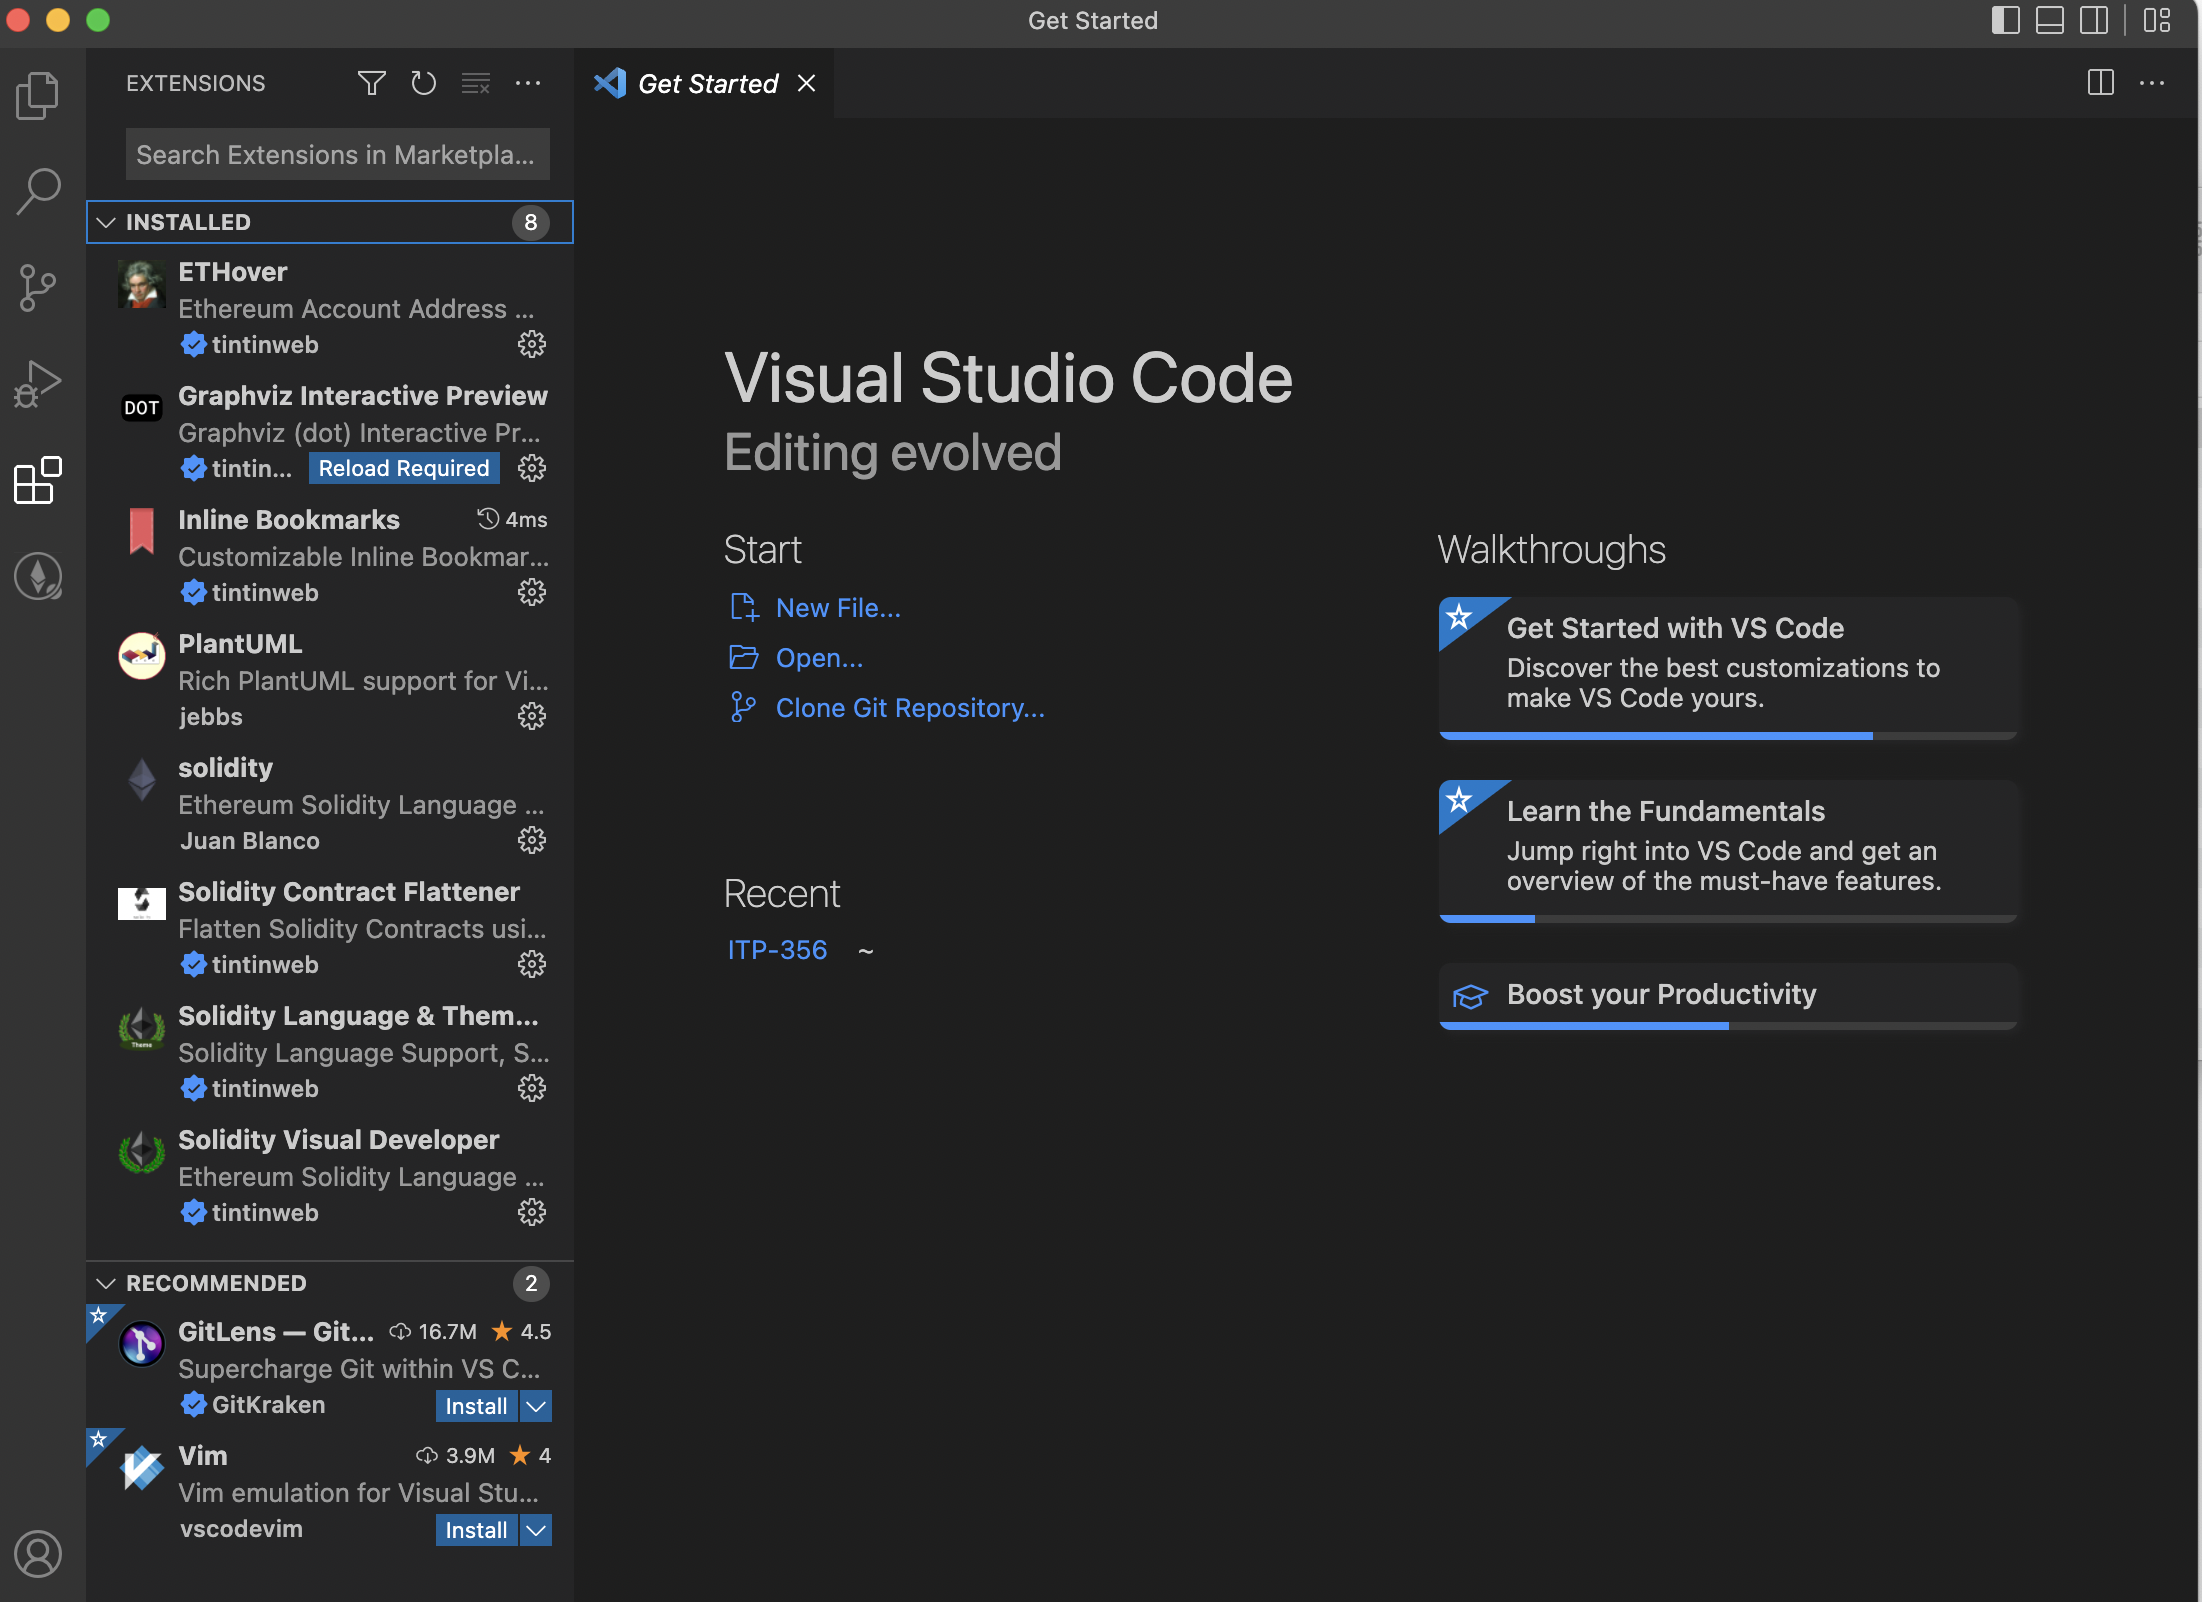 Get Started
EXTENSIONS
Search Extensions in Marketpla...
INSTALLED 8
ETHover
Ethereum Account Address ...
tintinweb
DOT
Graphviz Interactive Preview
Graphviz (dot) Interactive Pr...
tintin... Reload Required
Inline Bookmarks 4ms
Customizable Inline Bookmar...
tintinweb
PlantUML
Rich PlantUML support for Vi...
jebbs
solidity
Ethereum Solidity Language ...
Juan Blanco
Solidity Contract Flattener
Flatten Solidity Contracts usi...
tintinweb
Solidity Language & Them...
Theme
Solidity Language Support, S...
tintinweb
Solidity Visual Developer
Ethereum Solidity Language ...
tintinweb
RECOMMENDED 2
GitLens — Git... 16.7M 4.5
Supercharge Git within VS C...
GitKraken Install
Vim 3.9M 4
Vim emulation for Visual Stu...
vscodevim Install
Get Started
Visual Studio Code
Editing evolved
Start
New File...
Open...
Clone Git Repository...
Recent
ITP-356 ~
Walkthroughs
Get Started with VS Code
Discover the best customizations to
make VS Code yours.
Learn the Fundamentals
Jump right into VS Code and get an
overview of the must-have features.
Boost your Productivity